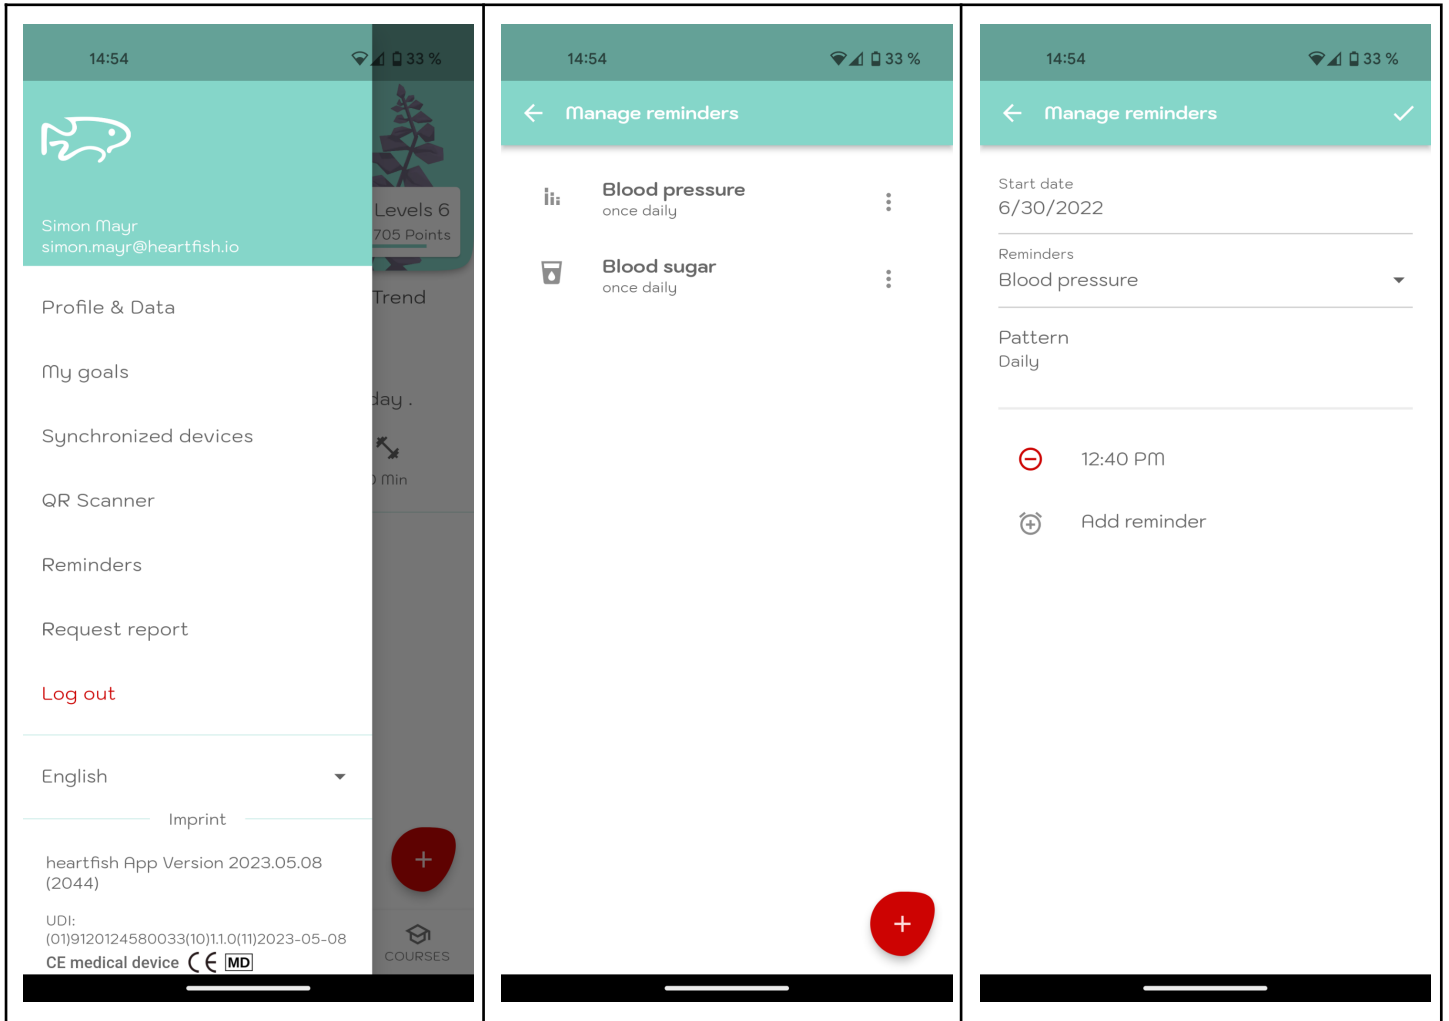 14:54
33 %
Simon Mayr
simon.mayr@heartfish.io
Levels 6
705 Points
Profile & Data
Trend
My goals
day .
Synchronized devices
Min
QR Scanner
Reminders
Request report
Log out
English
Imprint
heartfish App Version 2023.05.08
(2044)
UDI:
(01)9120124580033(10)1.1.0(11)2023-05-08
CE medical device CE MD
COURSES
14:54
33 %
Manage reminders
Blood pressure
once daily
Blood sugar
once daily
14:54
33 %
Manage reminders
Start date
6/30/2022
Reminders
Blood pressure
Pattern
Daily
12:40 PM
Add reminder